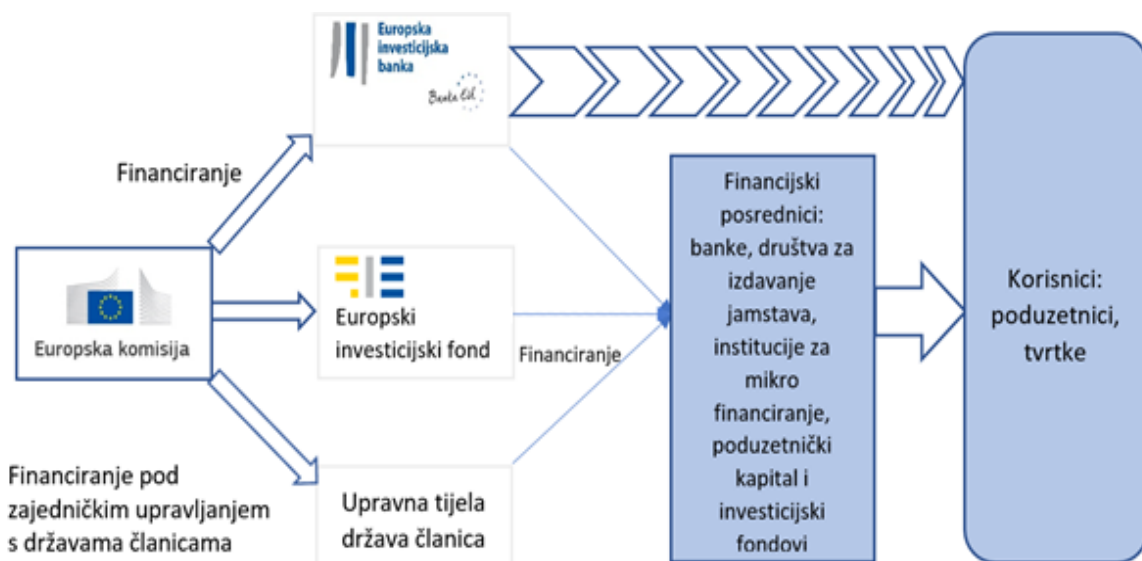 Europska
investicijska
banka
Banka EU
Financiranje
Europska komisija
Europski
investicijski fond
Financiranje
Financiranje pod
zajedničkim upravljanjem
s državama članicama
Upravna tijela
država članica
Financijski
posrednici:
banke, društva za
izdavanje
jamstava,
institucije za
mikro
financiranje,
poduzetnički
kapital i
investicijski
fondovi
Korisnici:
poduzetnici,
tvrtke